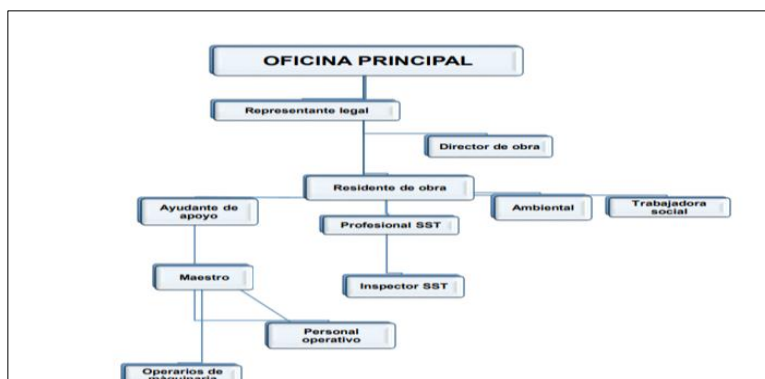 OFICINA PRINCIPAL
Representante legal
Director de obra
Residente de obra
Ayudante de
apoyo
Profesional SST
Ambiental
Trabajadora
social
Maestro
Inspector SST
Personal
operativo
Operarios de
máquinaria